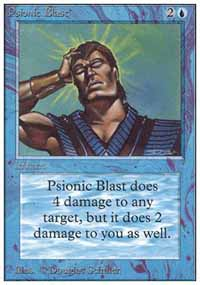 Psionic Blast
2
Instant
Psionic Blast does
4 damage to any
target, but it does 2
damage to you as well.
Illus. © Douglas Shuler